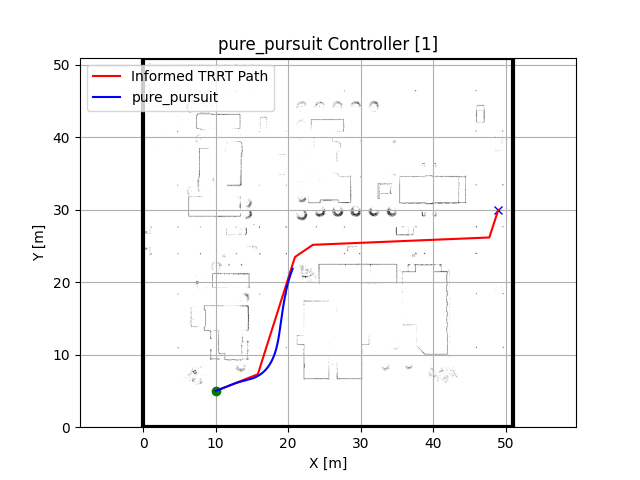 pure_pursuit Controller [1]
Informed TRRT Path
pure_pursuit
50
40
30
20
10
0
Y [m]
0 10 20 30 40 50
X [m]